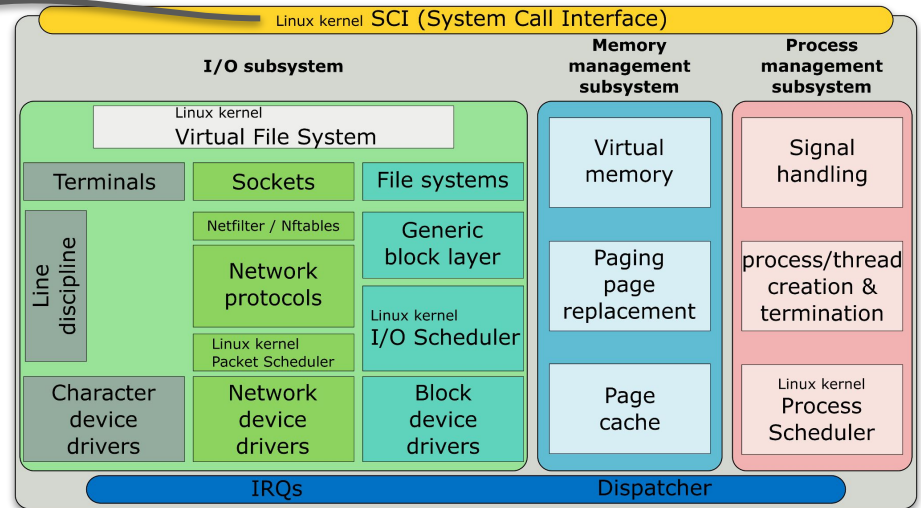 Linux kernel SCI (System Call Interface)
I/O subsystem
Memory
management
subsystem
Process
management
subsystem
Linux kernel
Virtual File System
Terminals
Sockets
File systems
Line
discipline
Netfilter / Nftables
Network
protocols
Linux kernel
Packet Scheduler
Generic
block layer
Linux kernel
I/O Scheduler
Character
device
drivers
Network
device
drivers
Block
device
drivers
Virtual
memory
Paging
page
replacement
Page
cache
Signal
handling
process/thread
creation &
termination
Linux kernel
Process
Scheduler
IRQs
Dispatcher